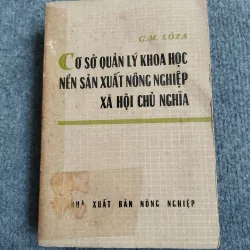 G.M. LÔZA
CƠ SỞ QUẢN LÝ KHOA HỌC
NỀN SẢN XUẤT NÔNG NGHIỆP
XÃ HỘI CHỦ NGHĨA
NHÀ XUẤT BẢN NÔNG NGHIỆP